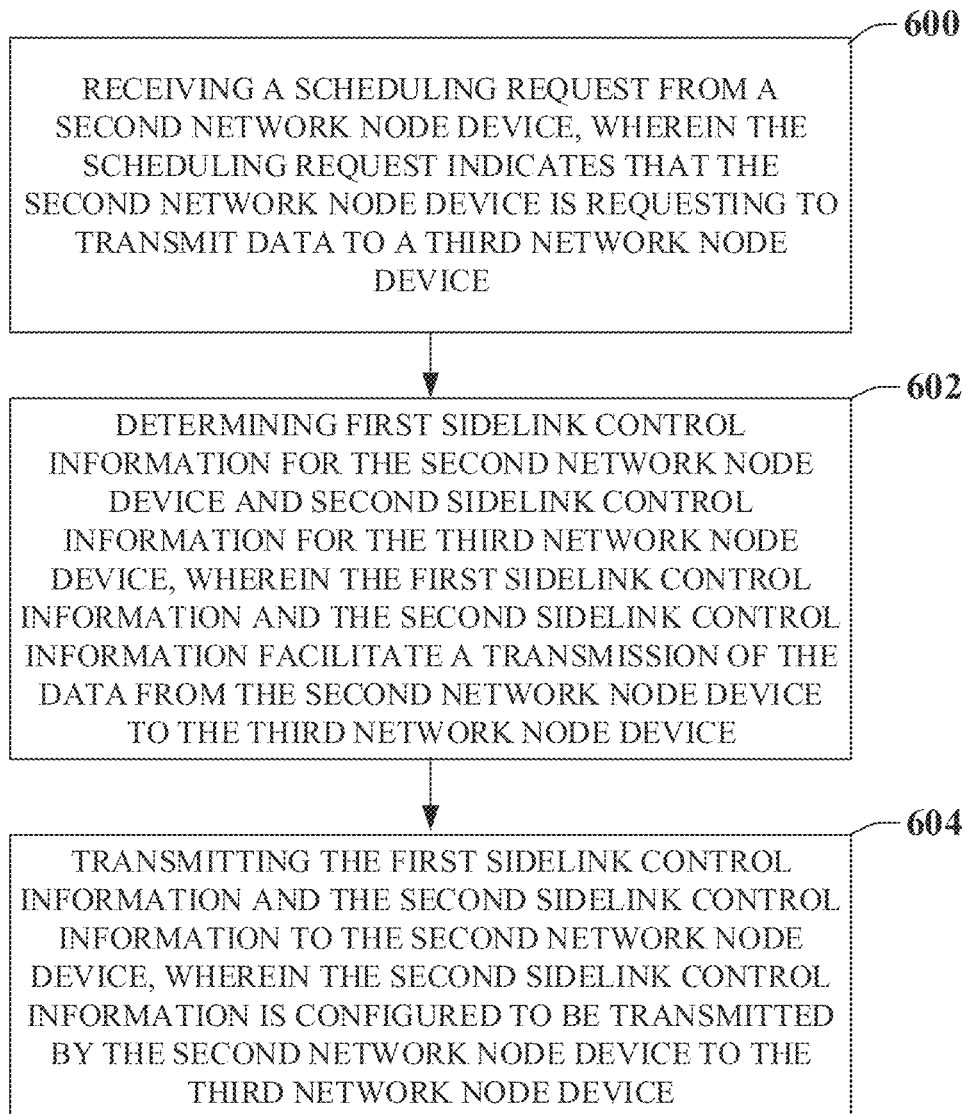 600
RECEIVING A SCHEDULING REQUEST FROM A
SECOND NETWORK NODE DEVICE, WHEREIN THE
SCHEDULING REQUEST INDICATES THAT THE
SECOND NETWORK NODE DEVICE IS REQUESTING TO
TRANSMIT DATA TO A THIRD NETWORK NODE
DEVICE
602
DETERMINING FIRST SIDELINK CONTROL
INFORMATION FOR THE SECOND NETWORK NODE
DEVICE AND SECOND SIDELINK CONTROL
INFORMATION FOR THE THIRD NETWORK NODE
DEVICE, WHEREIN THE FIRST SIDELINK CONTROL
INFORMATION AND THE SECOND SIDELINK CONTROL
INFORMATION FACILITATE A TRANSMISSION OF THE
DATA FROM THE SECOND NETWORK NODE DEVICE
TO THE THIRD NETWORK NODE DEVICE
604
TRANSMITTING THE FIRST SIDELINK CONTROL
INFORMATION AND THE SECOND SIDELINK CONTROL
INFORMATION TO THE SECOND NETWORK NODE
DEVICE, WHEREIN THE SECOND SIDELINK CONTROL
INFORMATION IS CONFIGURED TO BE TRANSMITTED
BY THE SECOND NETWORK NODE DEVICE TO THE
THIRD NETWORK NODE DEVICE